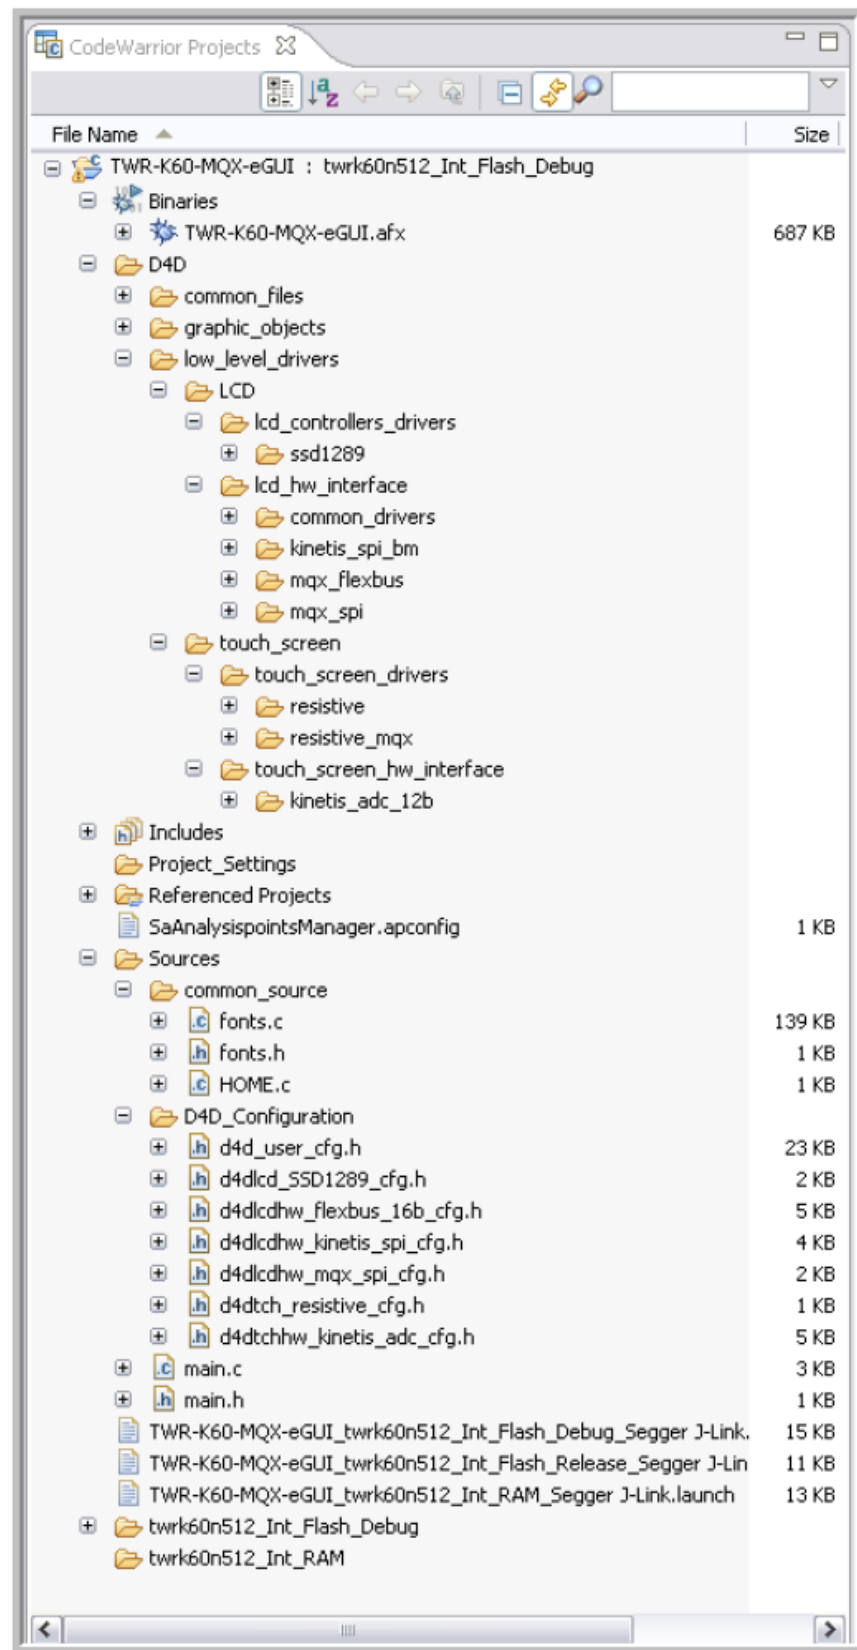 CodeWarrior Projects
File Name Size
TWR-K60-MQX-eGUI : twrk60n512_Int_Flash_Debug
Binaries
TWR-K60-MQX-eGUI.afx 687 KB
D4D
common_files
graphic_objects
low_level_drivers
LCD
lcd_controllers_drivers
ssd1289
lcd_hw_interface
common_drivers
kinetis_spi_bm
mqx_flexbus
mqx_spi
touch_screen
touch_screen_drivers
resistive
resistive_mqx
touch_screen_hw_interface
kinetis_adc_12b
Includes
Project_Settings
Referenced Projects
SaAnalysispointsManager.apconfig 1 KB
Sources
common_source
fonts.c 139 KB
fonts.h 1 KB
HOME.c 1 KB
D4D_Configuration
d4d_user_cfg.h 23 KB
d4dlcd_SSD1289_cfg.h 2 KB
d4dlcdhw_flexbus_16b_cfg.h 5 KB
d4dlcdhw_kinetis_spi_cfg.h 4 KB
d4dlcdhw_mqx_spi_cfg.h 2 KB
d4dtch_resistive_cfg.h 1 KB
d4dtchhw_kinetis_adc_cfg.h 5 KB
main.c 3 KB
main.h 1 KB
TWR-K60-MQX-eGUI_twrk60n512_Int_Flash_Debug_Segger J-Link. 15 KB
TWR-K60-MQX-eGUI_twrk60n512_Int_Flash_Release_Segger J-Lin 11 KB
TWR-K60-MQX-eGUI_twrk60n512_Int_RAM_Segger J-Link.launch 13 KB
twrk60n512_Int_Flash_Debug
twrk60n512_Int_RAM